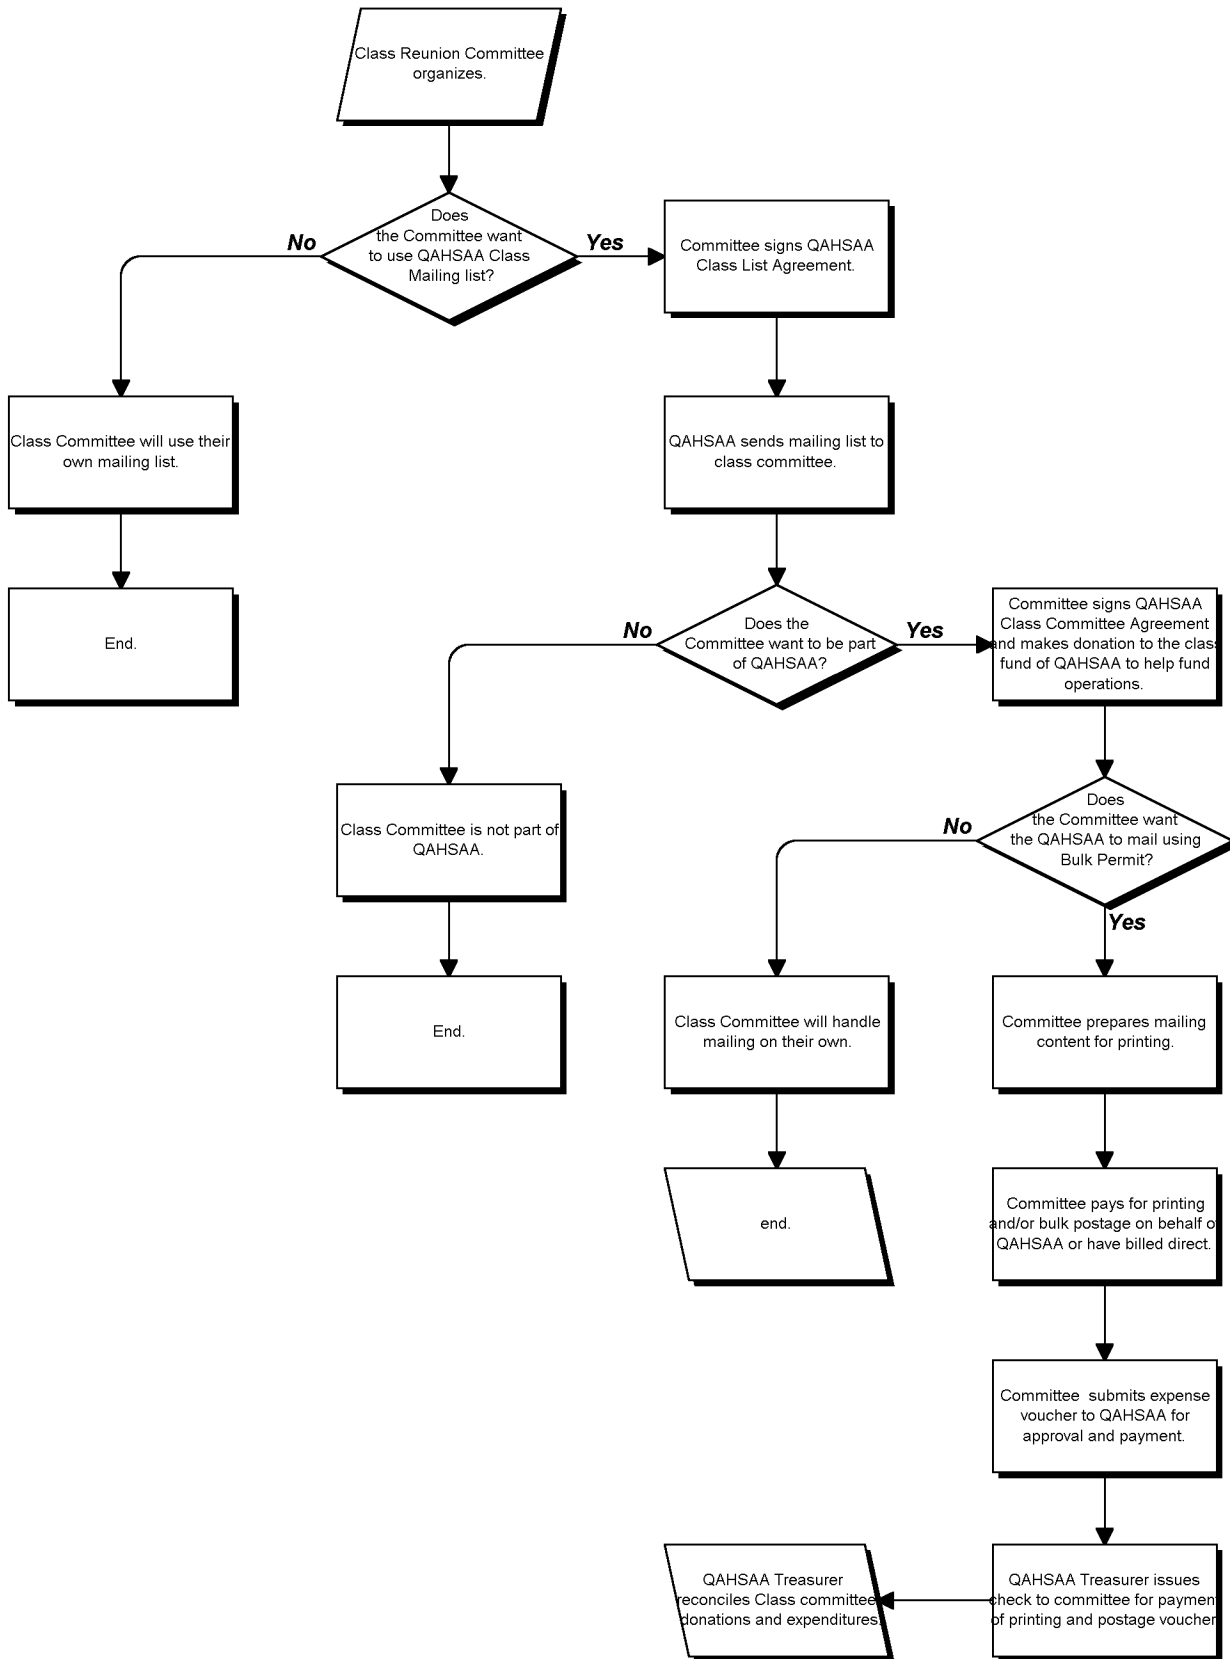 Class Reunion Committee
organizes.
Does
the Committee want
to use QAHSAA Class
Mailing list?
No
Yes
Committee signs QAHSAA
Class List Agreement.
Class Committee will use their
own mailing list.
QAHSAA sends mailing list to
class committee.
End.
Does the
Committee want to be part
of QAHSAA?
No
Yes
Committee signs QAHSAA
Class Committee Agreement
and makes donation to the class
fund of QAHSAA to help fund
operations.
Class Committee is not part of
QAHSAA.
Does
the Committee want
the QAHSAA to mail using
Bulk Permit?
No
Yes
End.
Class Committee will handle
mailing on their own.
Committee prepares mailing
content for printing.
end.
Committee pays for printing
and/or bulk postage on behalf of
QAHSAA or have billed direct.
Committee  submits expense
voucher to QAHSAA for
approval and payment.
QAHSAA Treasurer
reconciles Class committee
donations and expenditures.
QAHSAA Treasurer issues
check to committee for payment
of printing and postage voucher